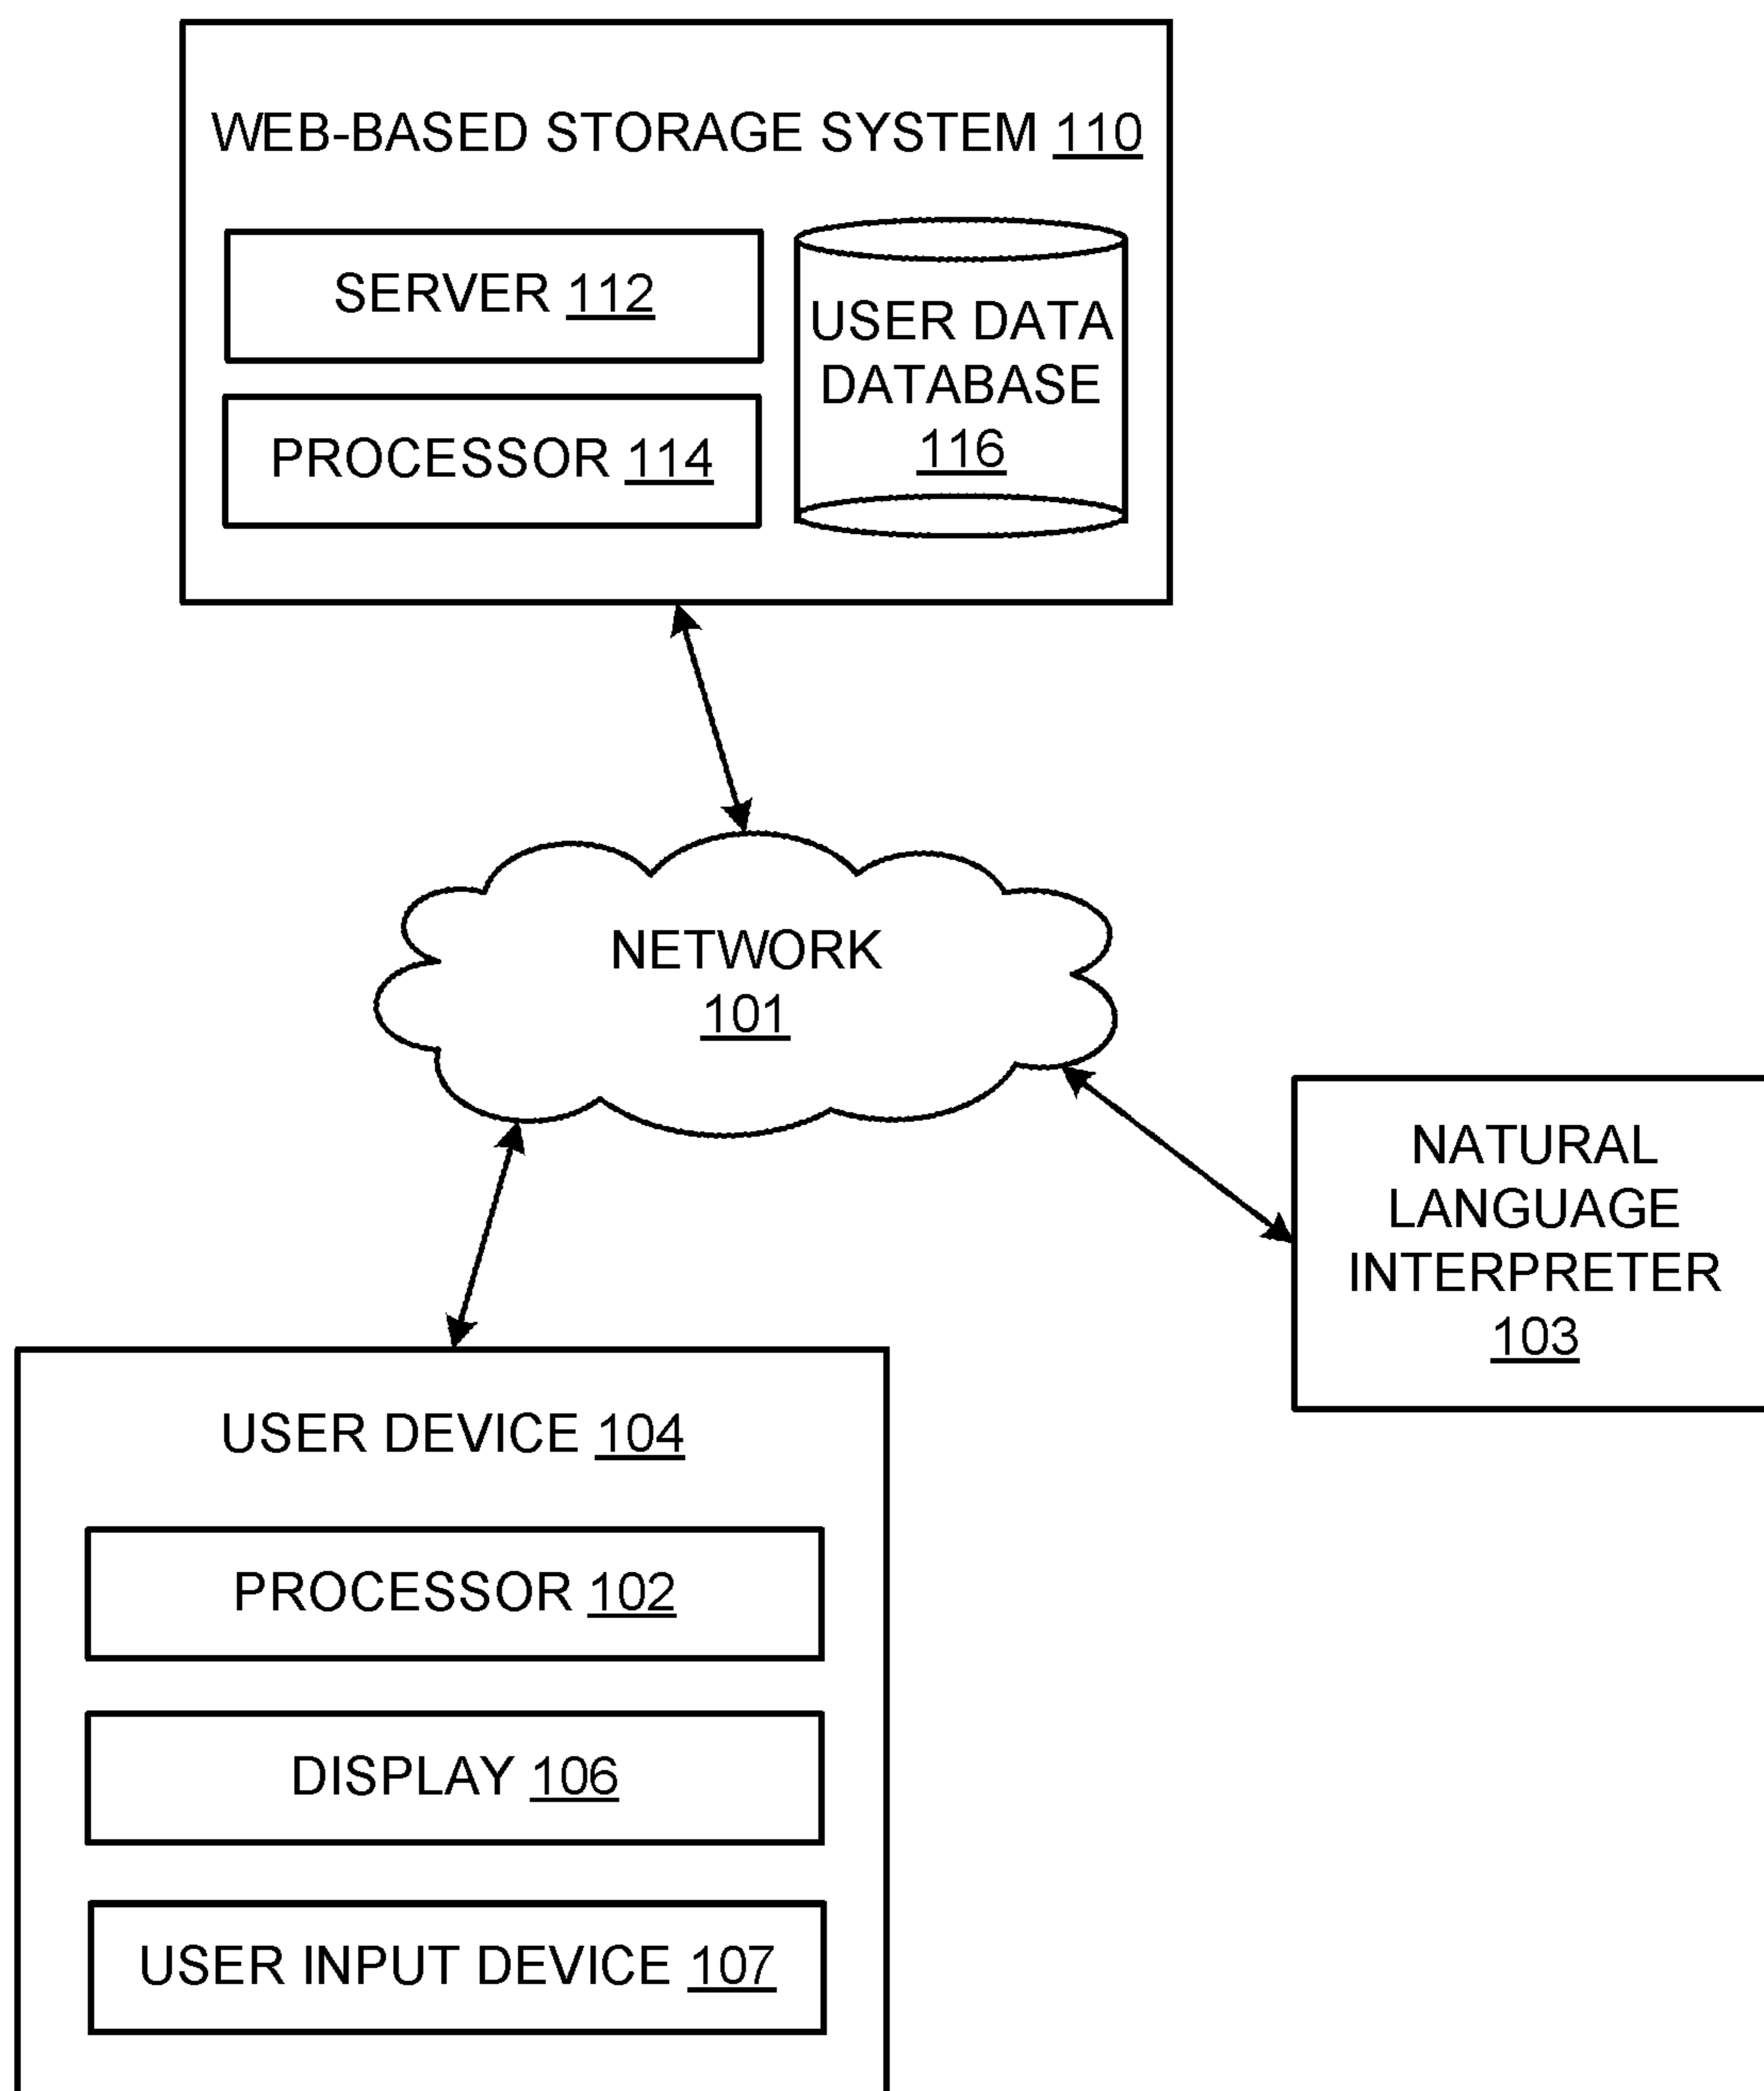 WEB-BASED STORAGE SYSTEM 110
SERVER 112
PROCESSOR 114
USER DATA
DATABASE
116
NETWORK
101
NATURAL
LANGUAGE
INTERPRETER
103
USER DEVICE 104
PROCESSOR 102
DISPLAY 106
USER INPUT DEVICE 107